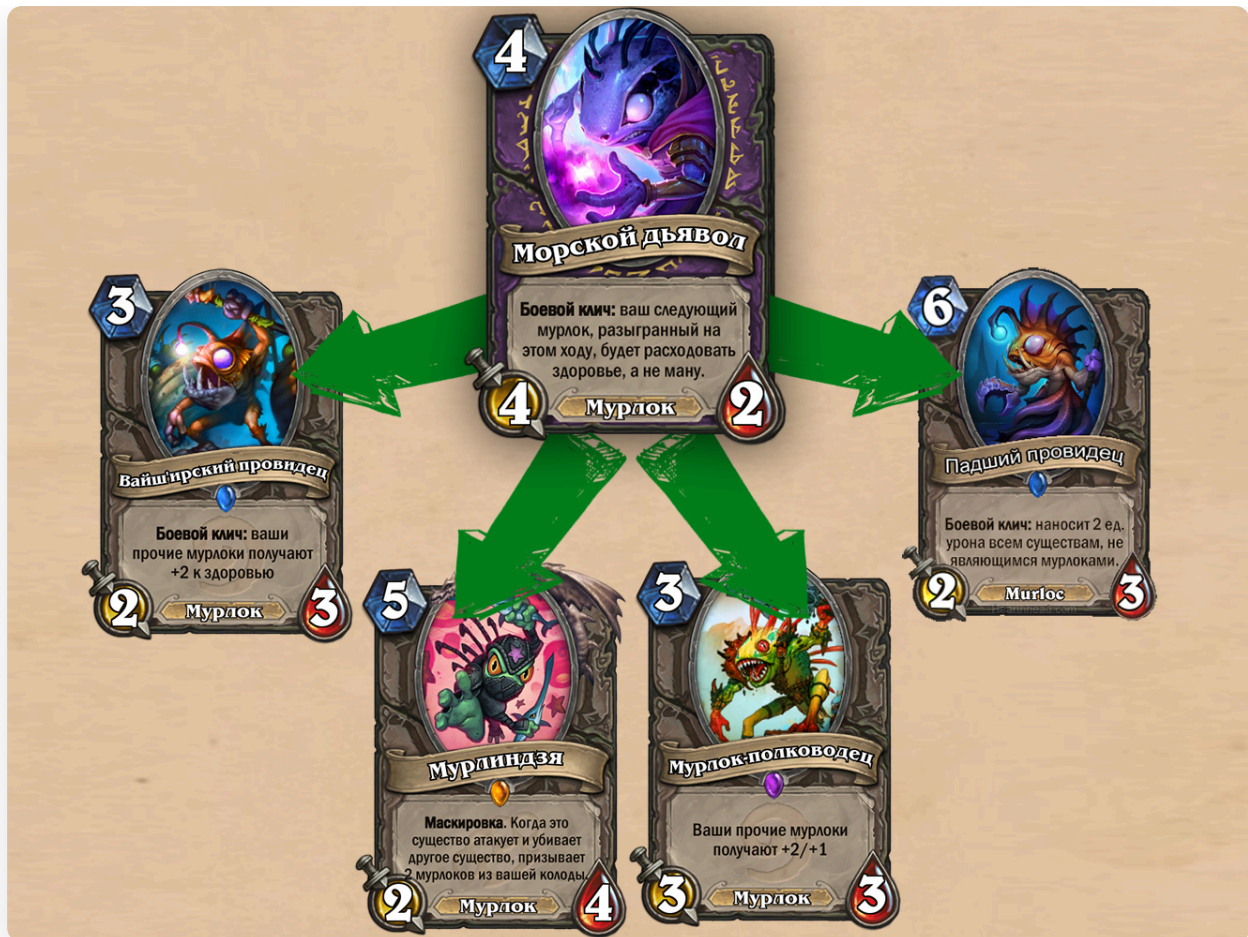 4
Морской дьявол
Боевой клич: ваш следующий
мурлок, разыгранный на
этом ходу, будет расходовать
здоровье, а не ману.
4
Мурлок
2
3
Вайш'ирский провидец
Боевой клич: ваши
прочие мурлоки получают
+2 к здоровью
2
Мурлок
3
6
Падший провидец
Боевой клич: наносит 2 ед.
урона всем существам, не
являющимся мурлоками.
2
Murloc
3
5
Мурлиндзя
Маскировка. Когда это
существо атакует и убивает
другое существо, призывает
2 мурлоков из вашей колоды.
2
Мурлок
4
3
Мурлок-полководец
Ваши прочие мурлоки
получают +2/+1
3
Мурлок
3